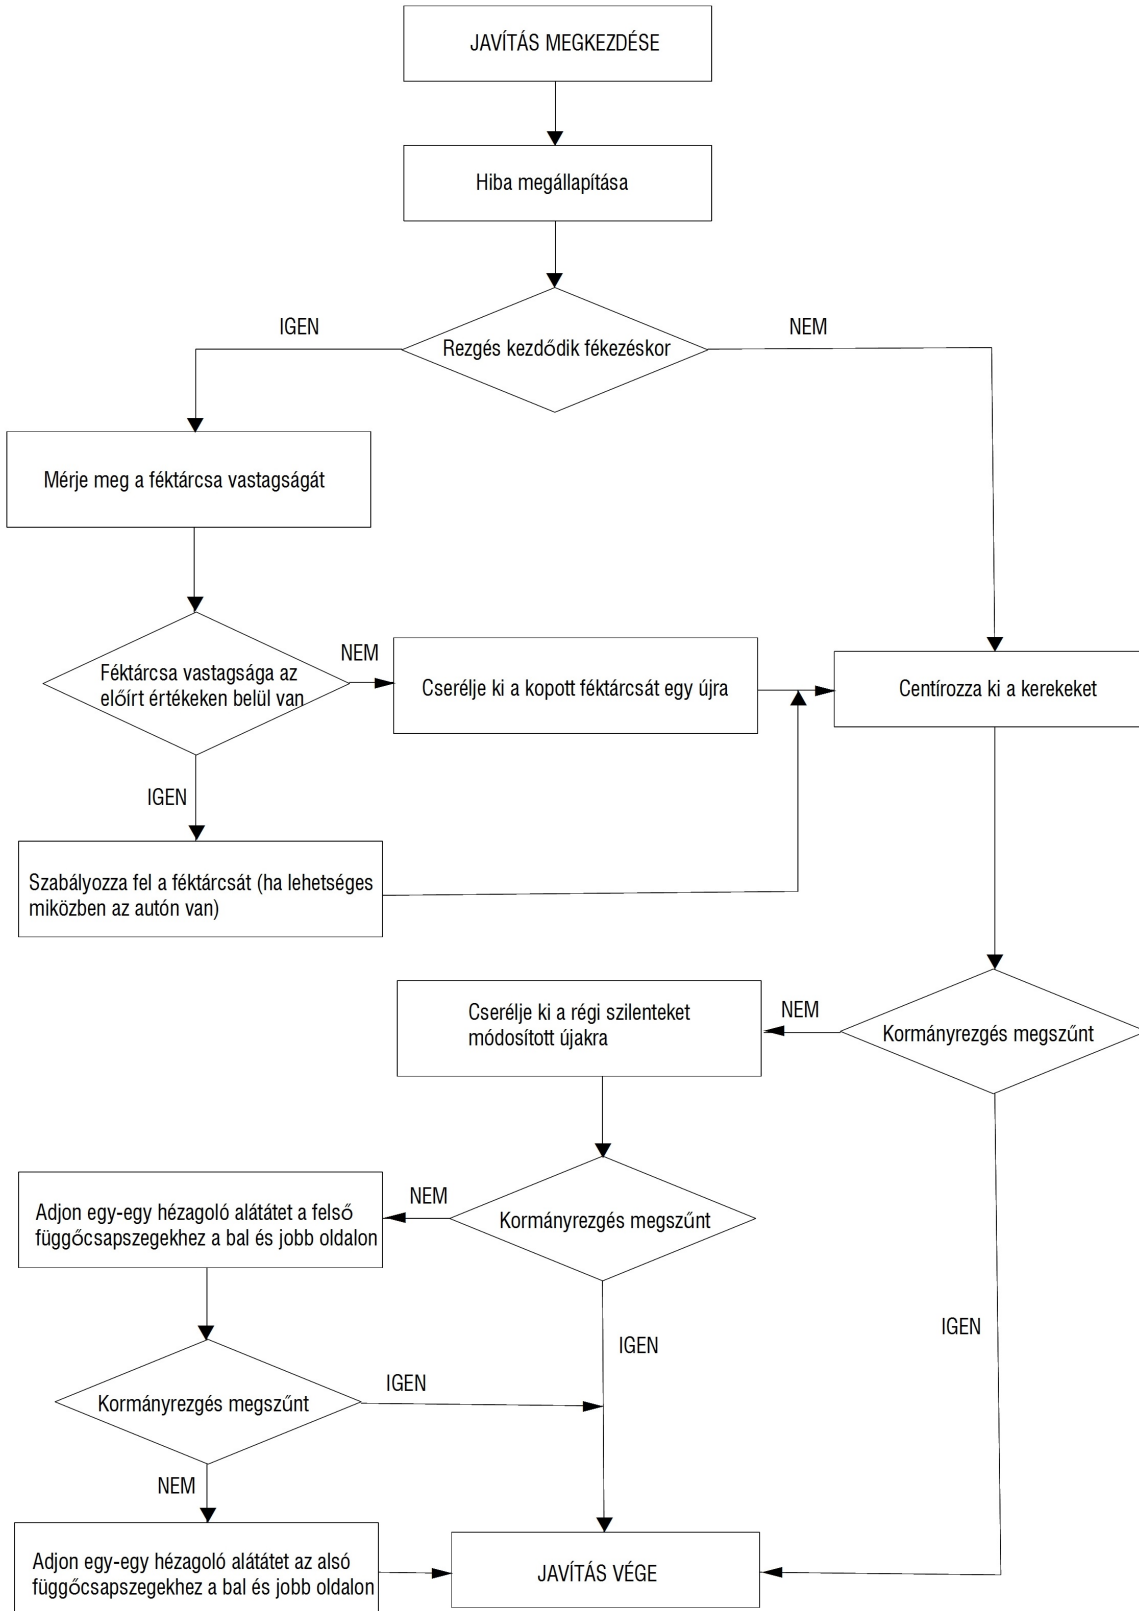 JAVÍTÁS MEGKEZDÉSE
Hiba megállapítása
IGEN
NEM
Rezgés kezdődik fékezéskor
Mérje meg a féktárcsa vastagságát
Féktárcsa vastagsága az
előírt értékeken belül van
NEM
Cserélje ki a kopott féktárcsát egy újra
Centírozza ki a kerekeket
IGEN
Szabályozza fel a féktárcsát (ha lehetséges
miközben az autón van)
Cserélje ki a régi szilenteket
módosított újakra
NEM
Kormányrezgés megszűnt
Adjon egy-egy hézagoló alátátet a felső
függőcsapszegekhez a bal és jobb oldalon
NEM
Kormányrezgés megszűnt
IGEN
IGEN
Kormányrezgés megszűnt
IGEN
NEM
Adjon egy-egy hézagoló alátátet az alsó
függőcsapszegekhez a bal és jobb oldalon
JAVÍTÁS VÉGE